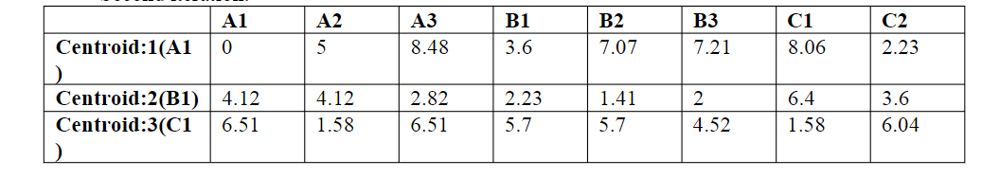 A1 A2 A3 B1 B2 B3 C1 C2
Centroid:1(A1 0 5 8.48 3.6 7.07 7.21 8.06 2.23
)
Centroid:2(B1) 4.12 4.12 2.82 2.23 1.41 2 6.4 3.6
Centroid:3(C1 6.51 1.58 6.51 5.7 5.7 4.52 1.58 6.04
)